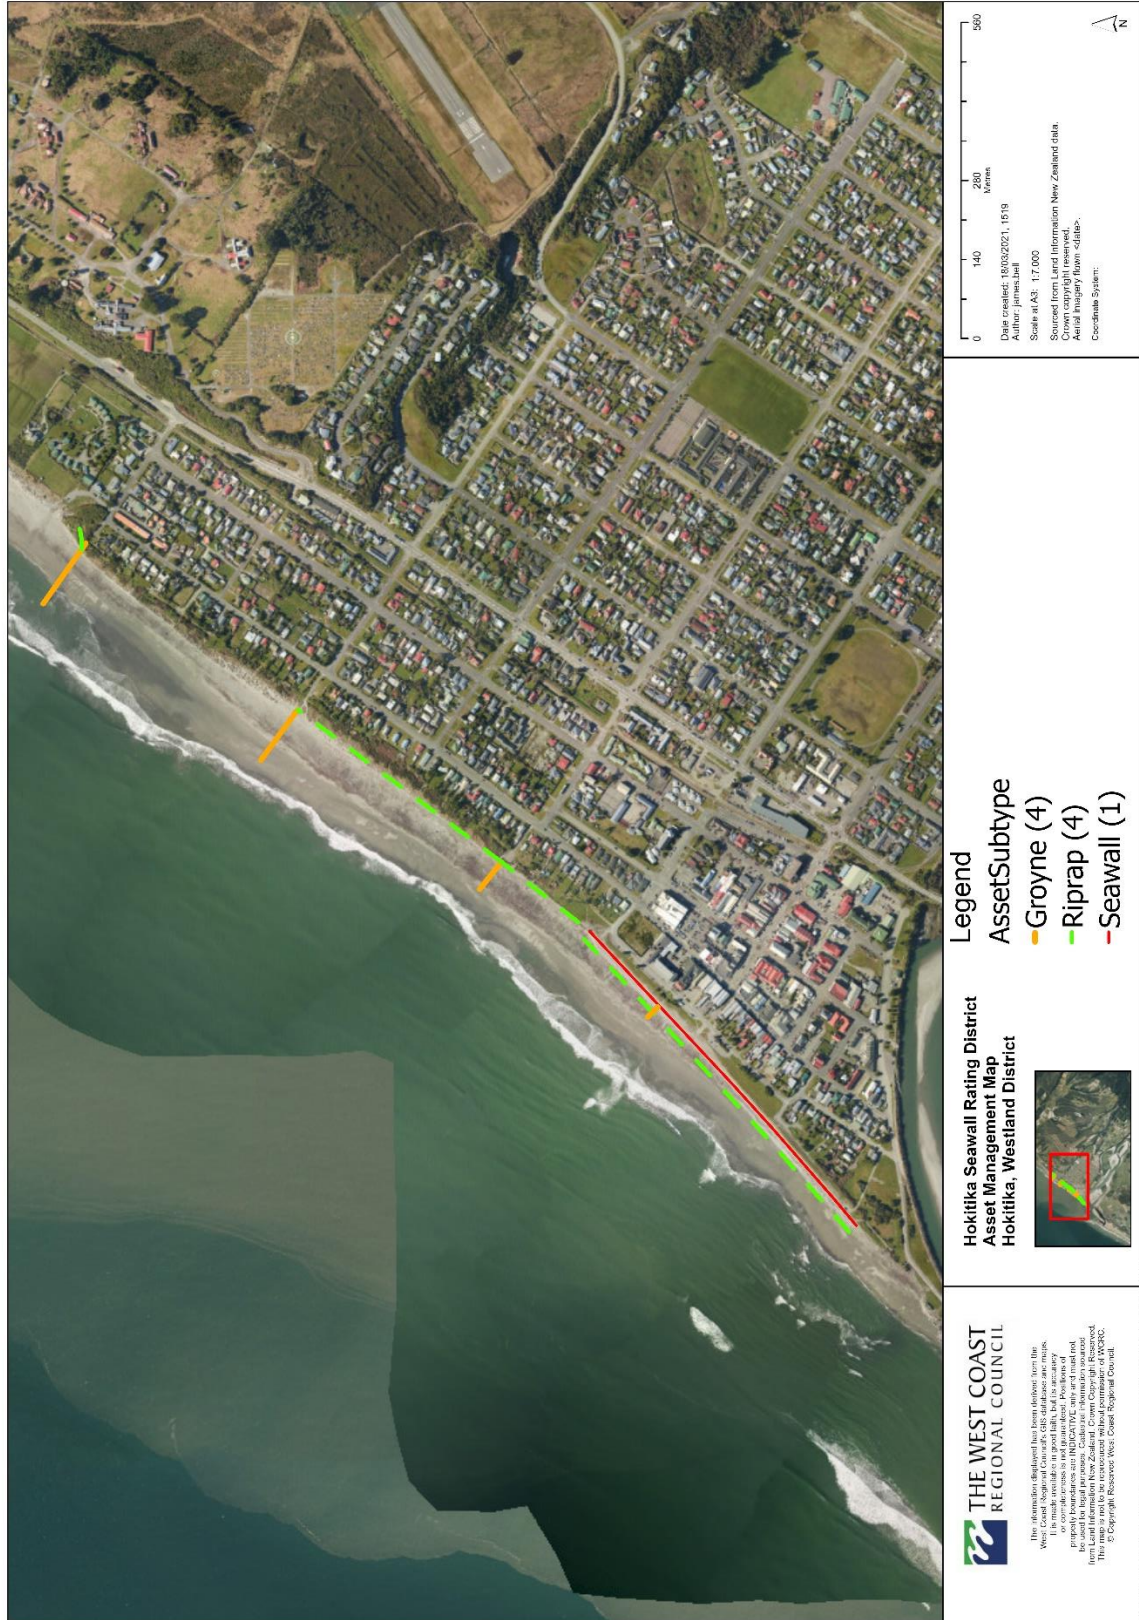 THE WEST COAST
REGIONAL COUNCIL
The information displayed has been derived from the
West Coast Regional Council's GIS database and maps.
It is made available in good faith, but its accuracy
or completeness is not guaranteed. Positions of
property boundaries are INDICATIVE only and must not
be used for legal purposes. Cadastral information sourced
from Land Information New Zealand. Crown Copyright Reserved.
This map is not to be reproduced without permission of WCRC.
© Copyright Reserved West Coast Regional Council.
Hokitika Seawall Rating District
Asset Management Map
Hokitika, Westland District
Legend
AssetSubtype
Groyne (4)
Riprap (4)
Seawall (1)
0 140 280 560
Metres
Date created: 18/03/2021, 1519
Author: james.bell
Scale at A3: 1:7,000
Sourced from Land Information New Zealand data.
Crown copyright reserved.
Aerial imagery flown <date>.
Coordinate System:
N